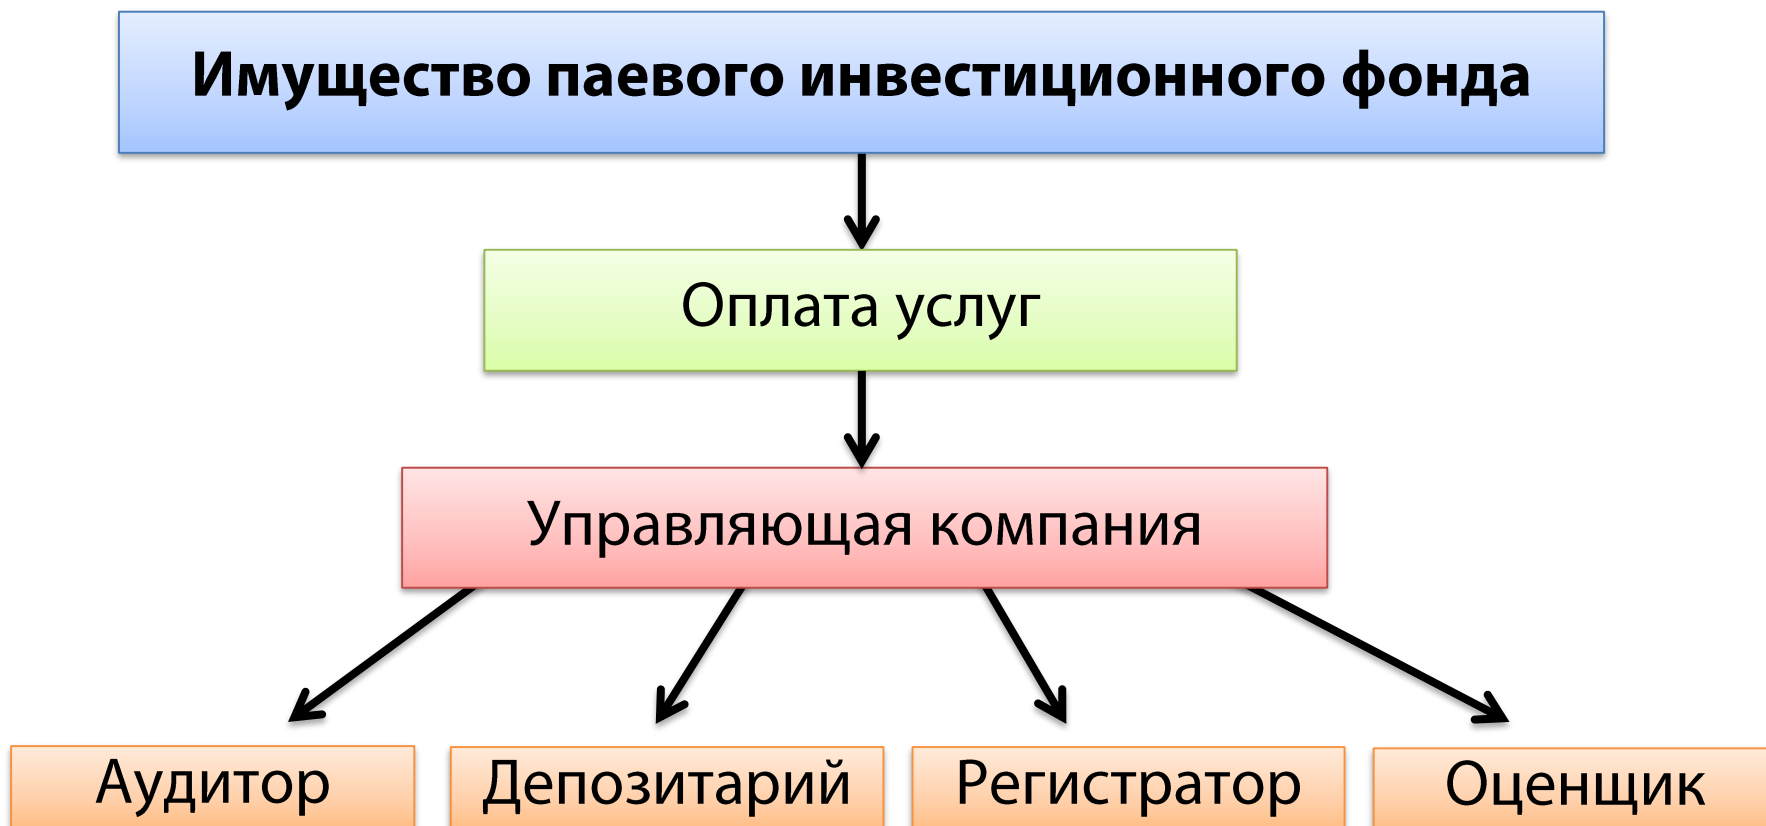 Имущество паевого инвестиционного фонда
Оплата услуг
Управляющая компания
Аудитор
Депозитарий
Регистратор
Оценщик